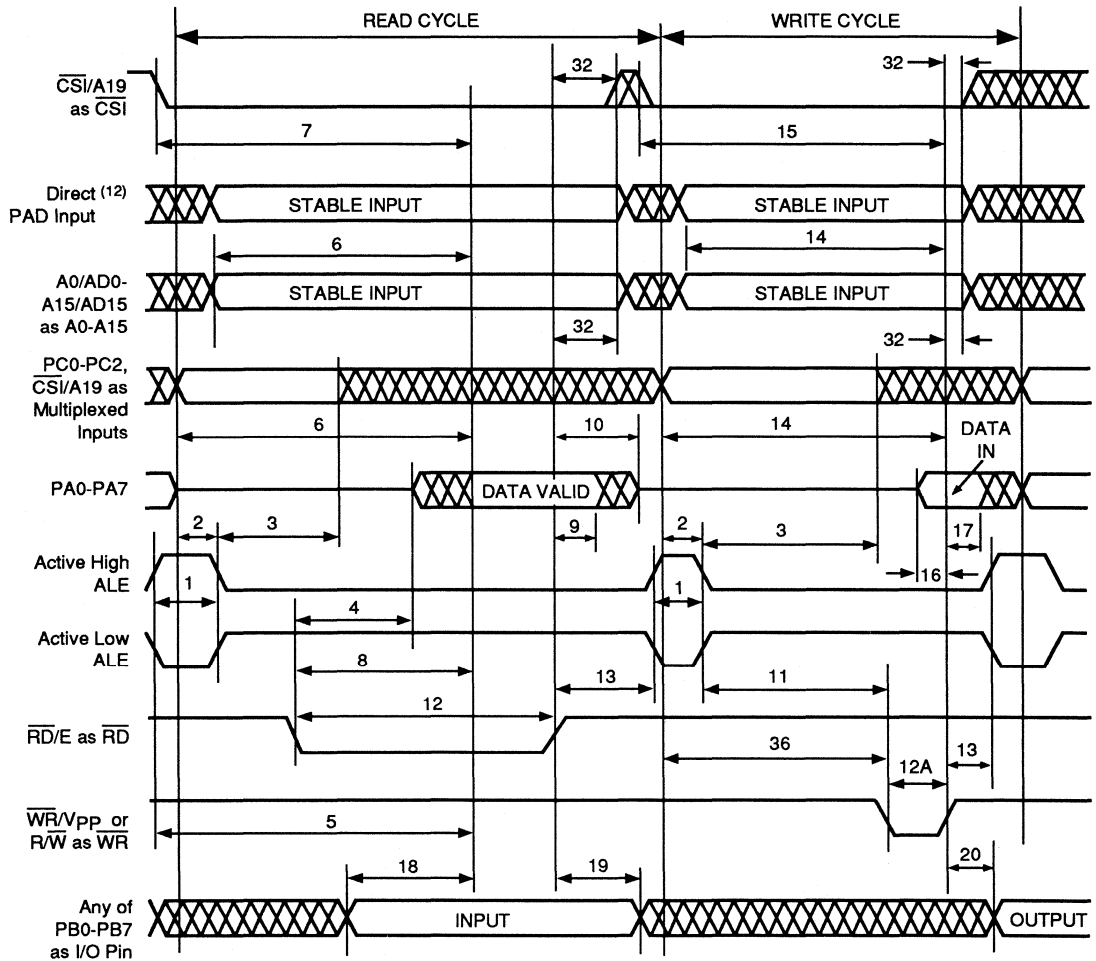 READ CYCLE WRITE CYCLE
32 32
CSI/A19
as CSI
7 15
Direct (12)
PAD Input
STABLE INPUT STABLE INPUT
6 14
A0/AD0-
A15/AD15
as A0-A15
STABLE INPUT STABLE INPUT
32 32
PC0-PC2,
CSI/A19 as
Multiplexed
Inputs
6 10 14
DATA
IN
PA0-PA7
DATA VALID
2 3 9 2 3 17
Active High
ALE
1 1 16
4
Active Low
ALE
8 13 11
12
RD/E as RD
36 12A 13
WR/VPP or
R/W as WR
5
18 19 20
Any of
PB0-PB7
as I/O Pin
INPUT OUTPUT